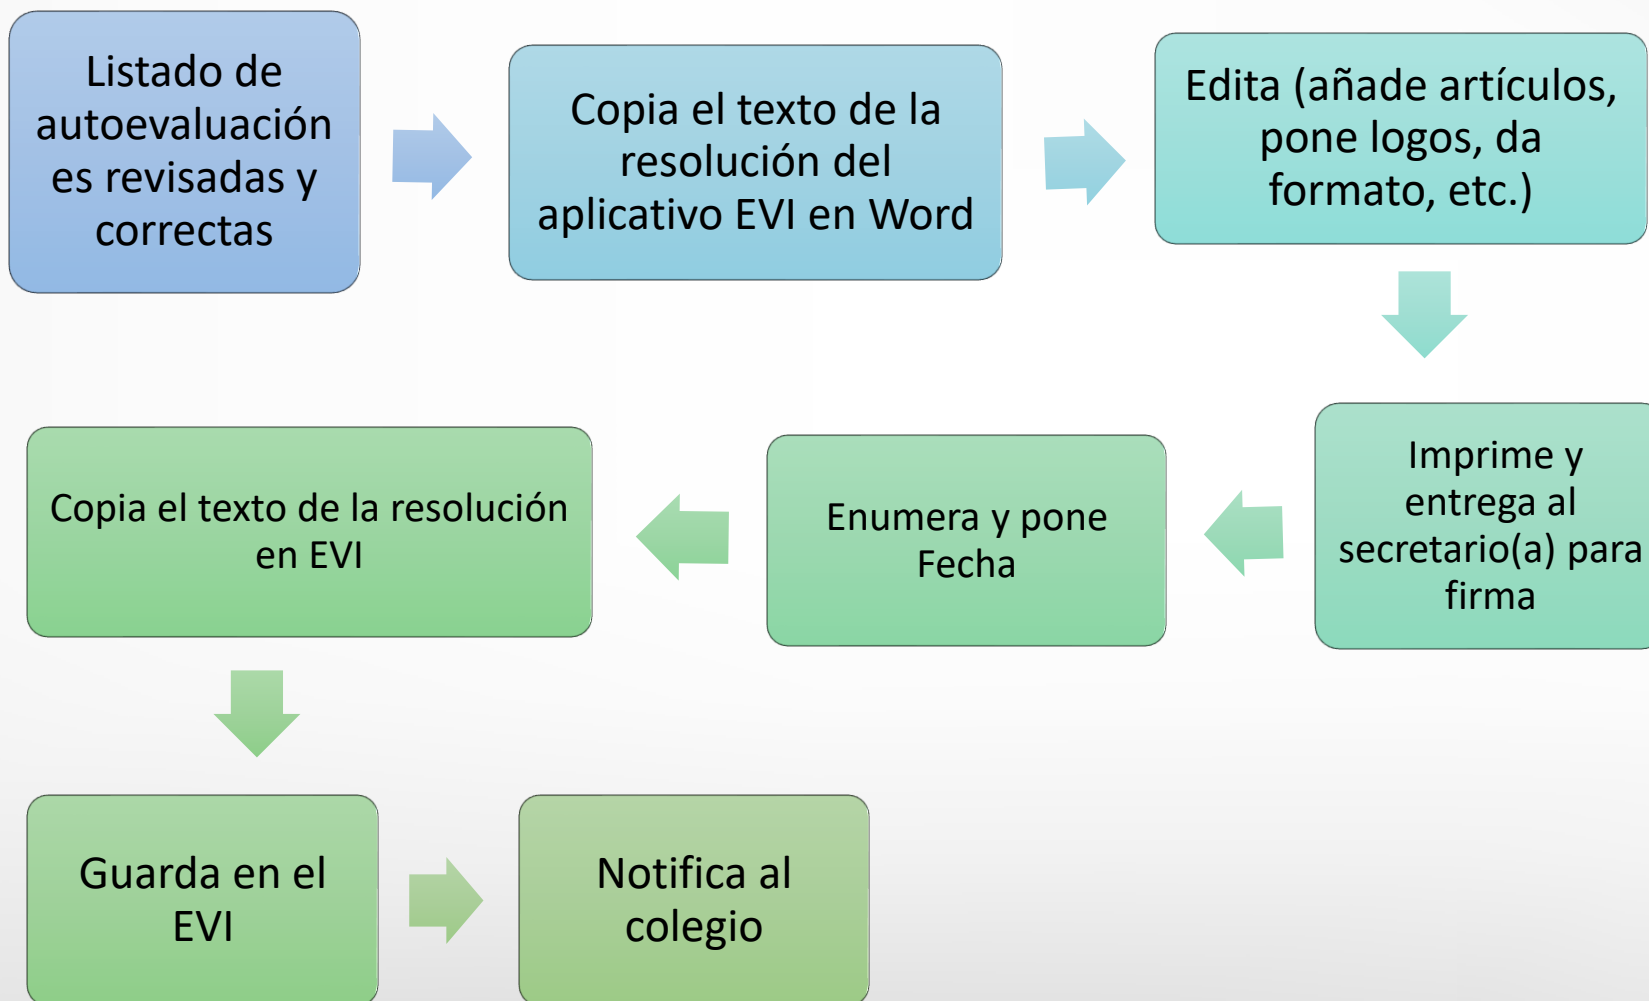 Listado de
autoevaluación
es revisadas y
correctas
Copia el texto de la
resolución del
aplicativo EVI en Word
Edita (añade artículos,
pone logos, da
formato, etc.)
Imprime y
entrega al
secretario(a) para
firma
Enumera y pone
Fecha
Copia el texto de la resolución
en EVI
Guarda en el
EVI
Notifica al
colegio